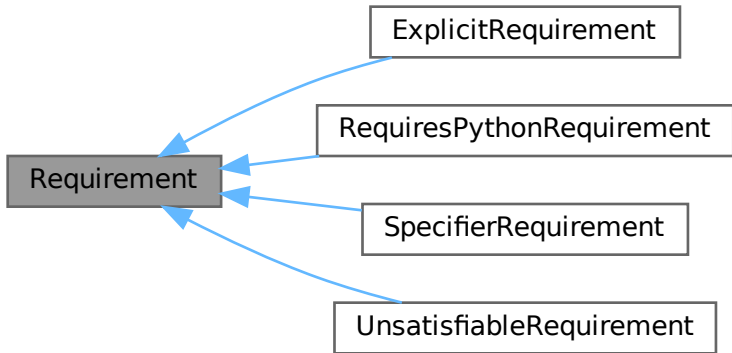 ExplicitRequirement
RequiresPythonRequirement
Requirement
SpecifierRequirement
UnsatisfiableRequirement